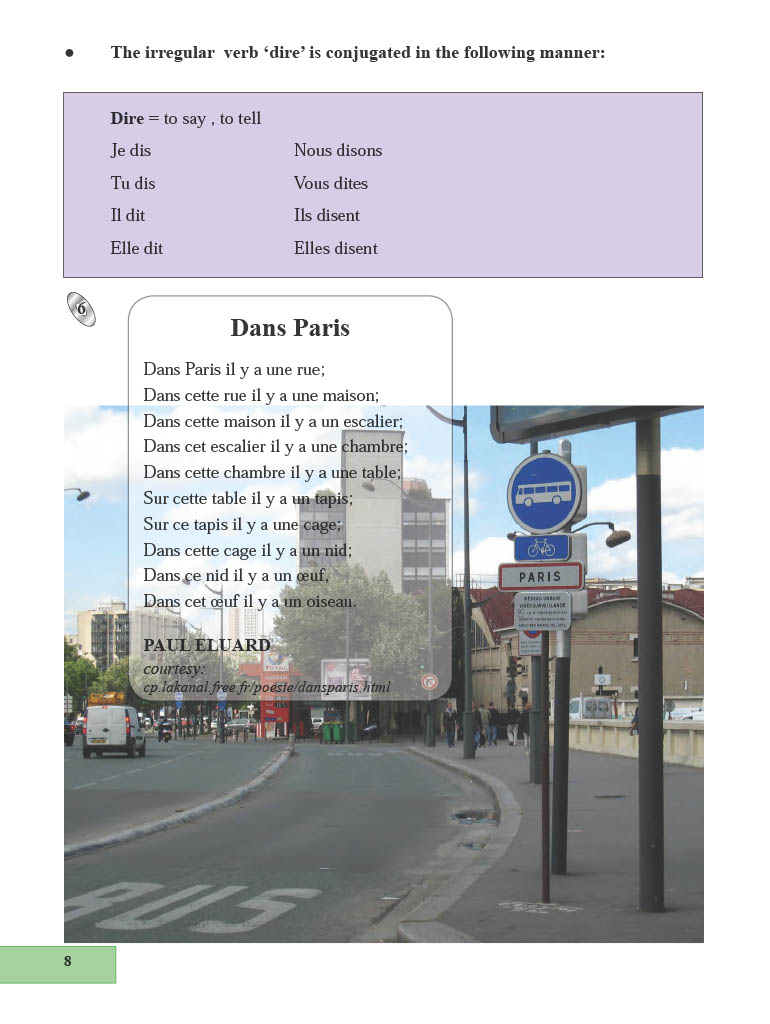 ● The irregular verb ‘dire’ is conjugated in the following manner:
Dire = to say , to tell
Je dis Nous disons
Tu dis Vous dites
Il dit Ils disent
Elle dit Elles disent
6
Dans Paris
Dans Paris il y a une rue;
Dans cette rue il y a une maison;
Dans cette maison il y a un escalier;
Dans cet escalier il y a une chambre;
Dans cette chambre il y a une table;
Sur cette table il y a un tapis;
Sur ce tapis il y a une cage;
Dans cette cage il y a un nid;
Dans ce nid il y a un œuf,
Dans cet œuf il y a un oiseau.
PAUL ELUARD
courtesy:
cp.lakanal.free.fr/poesie/dansparis.html
PARIS
RÉSEAU URBAIN
VIDÉOSURVEILLANCE
TOTAL
BUS
8